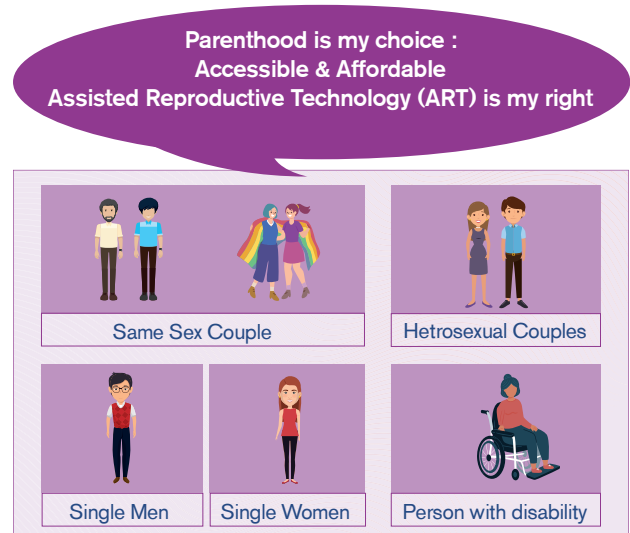 Parenthood is my choice :
Accessible & Affordable
Assisted Reproductive Technology (ART) is my right
Same Sex Couple
Hetrosexual Couples
Single Men
Single Women
Person with disability